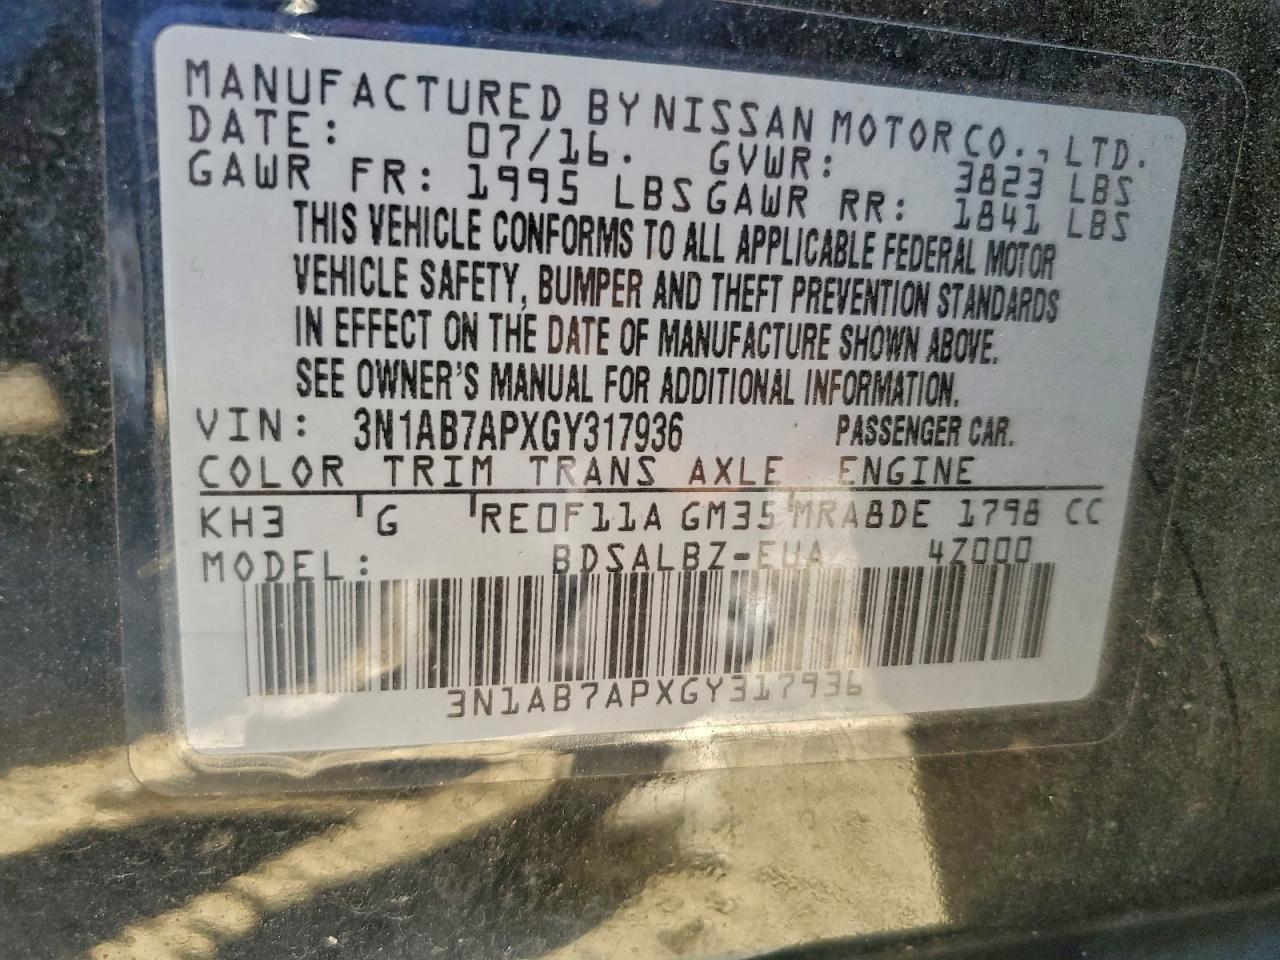 MANUFACTURED BY NISSAN MOTOR CO., LTD.
DATE: 07/16. GVWR: 3823 LBS
GAWR FR: 1995 LBS GAWR RR: 1841 LBS
THIS VEHICLE CONFORMS TO ALL APPLICABLE FEDERAL MOTOR
VEHICLE SAFETY, BUMPER AND THEFT PREVENTION STANDARDS
IN EFFECT ON THE DATE OF MANUFACTURE SHOWN ABOVE.
SEE OWNER'S MANUAL FOR ADDITIONAL INFORMATION.
VIN: 3N1AB7APXGY317936 PASSENGER CAR.
COLOR TRIM TRANS AXLE ENGINE
KH3 G RE0F11A GM35 MRA8DE 1798 CC
MODEL: BDSALBZ-EUA 4Z000
3N1AB7APXGY317936